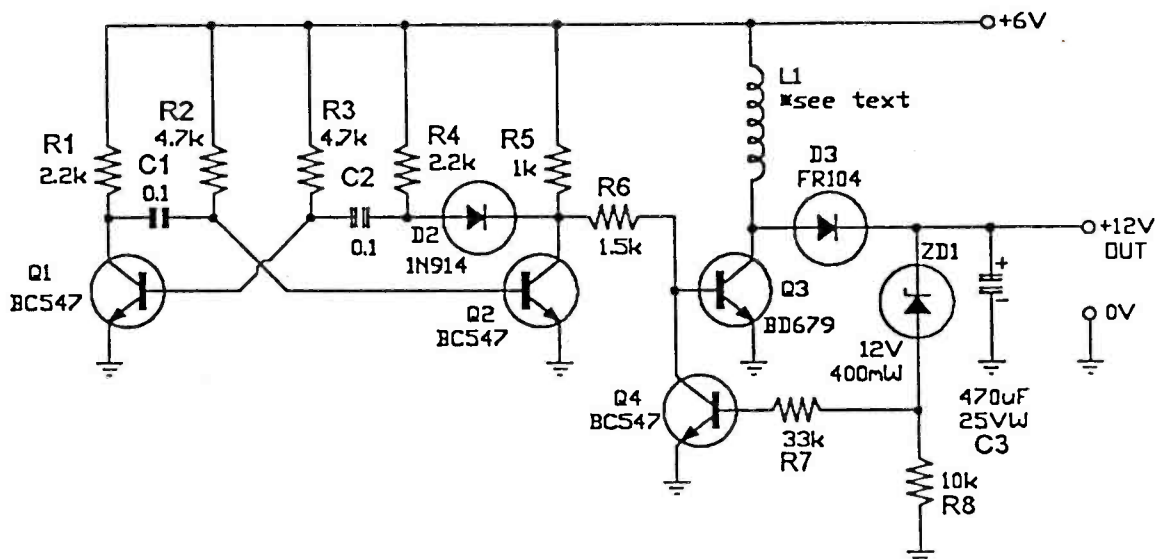 +6V
L1
*see text
R1
2.2k
R2
4.7k
C1
0.1
R3
4.7k
C2
0.1
R4
2.2k
D2
1N914
R5
1k
R6
1.5k
D3
FR104
+12V
OUT
ZD1
12V
400mW
+
-
0V
Q1
BC547
Q2
BC547
Q3
BD679
Q4
BC547
33k
R7
470uF
25VW
C3
10k
R8